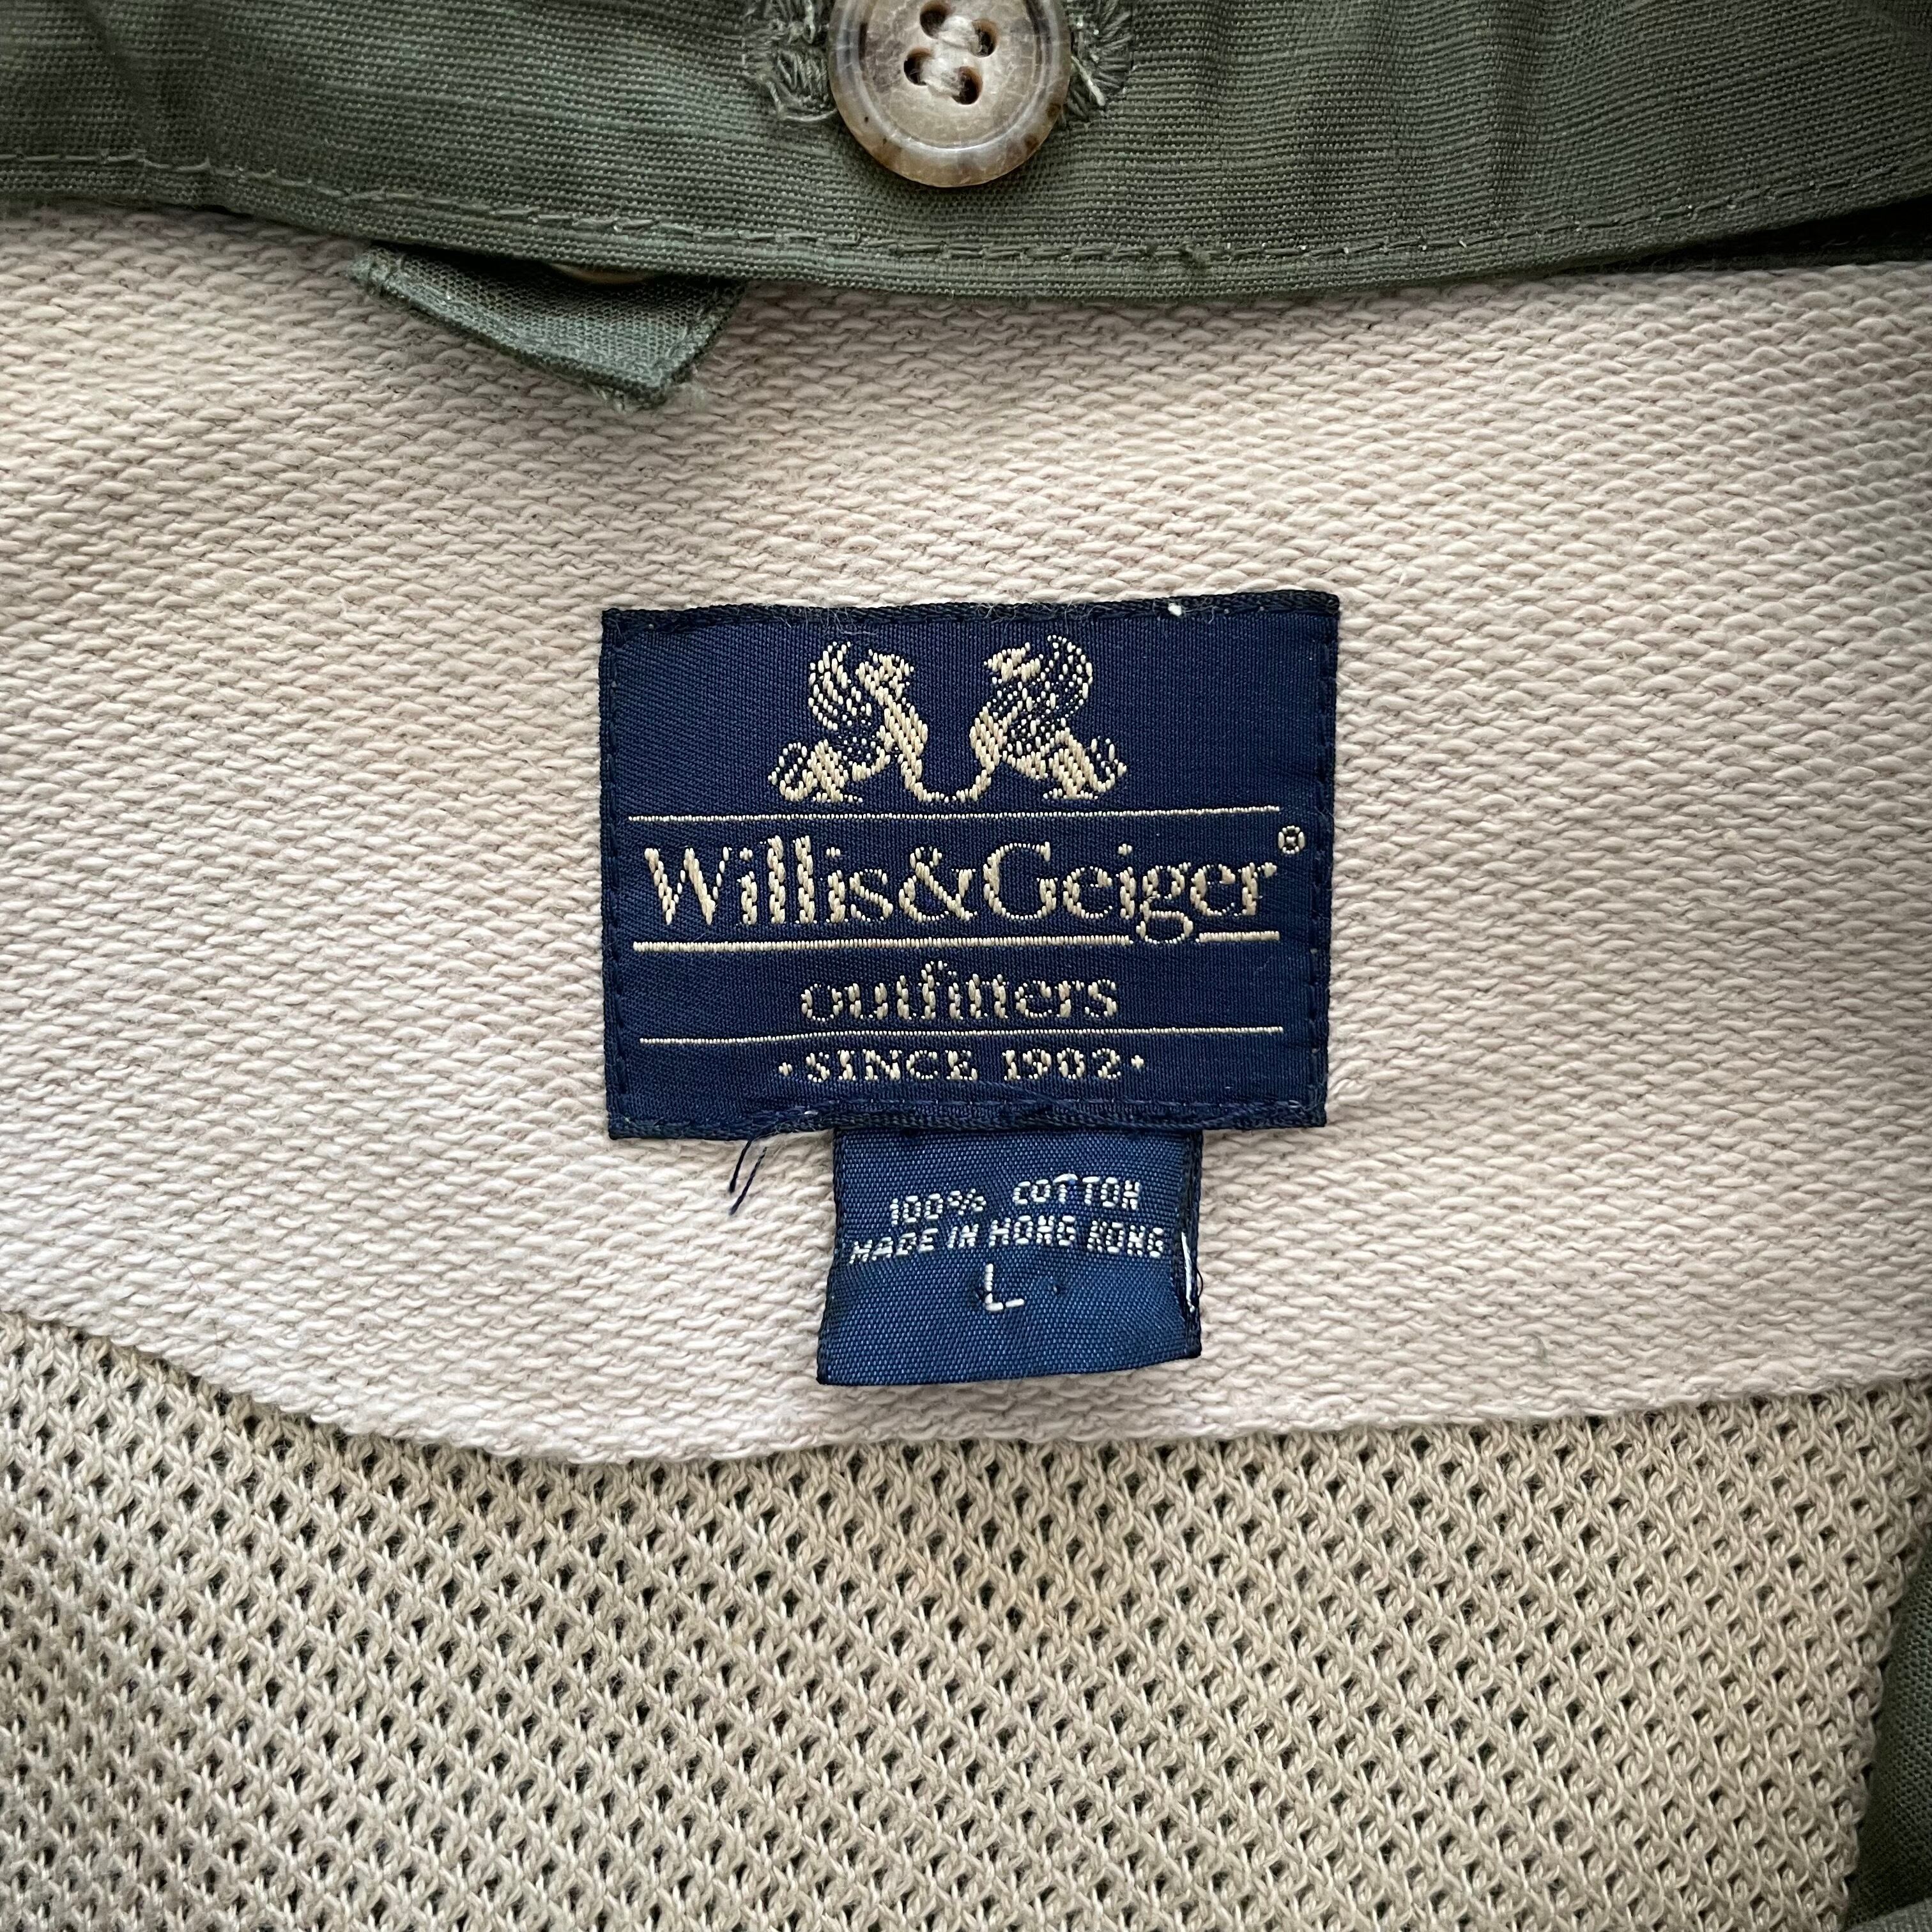 Willis&Geiger®
outfitters
·SINCE 1902·
100% COTTON
MADE IN HONG KONG
L